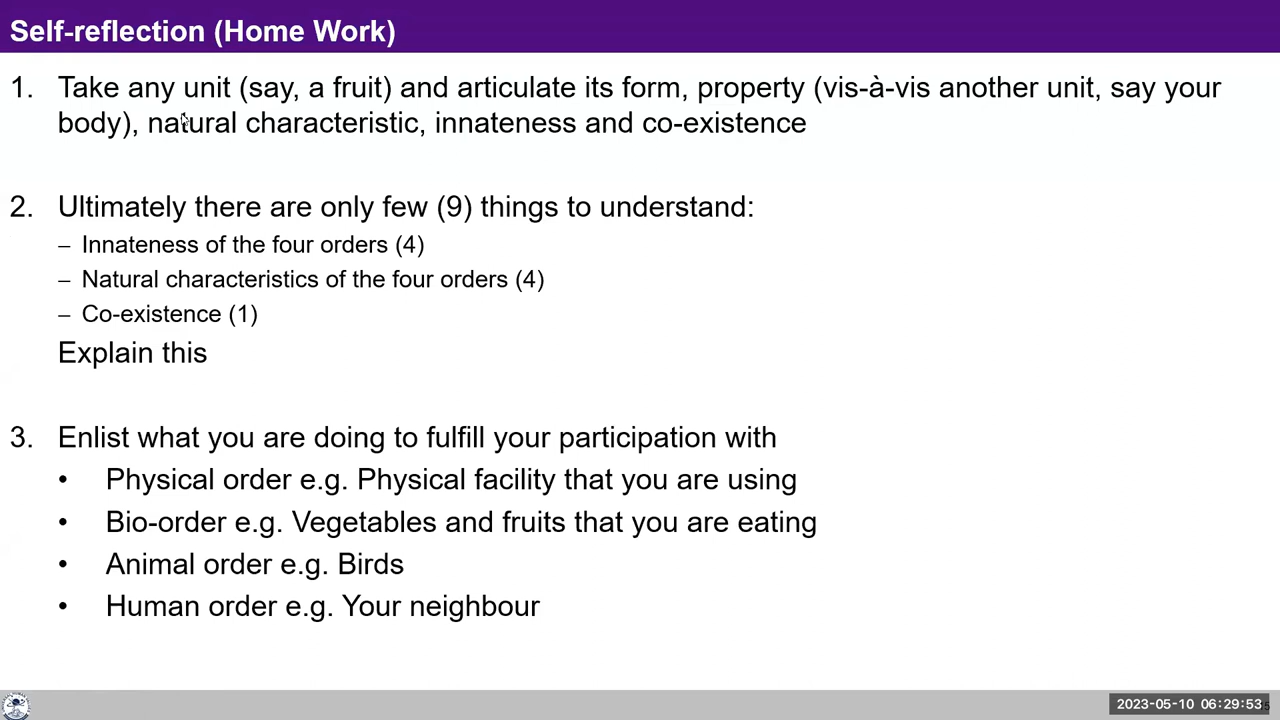 Self-reflection (Home Work)
1. Take any unit (say, a fruit) and articulate its form, property (vis-à-vis another unit, say your
body), natural characteristic, innateness and co-existence
2. Ultimately there are only few (9) things to understand:
– Innateness of the four orders (4)
– Natural characteristics of the four orders (4)
– Co-existence (1)
Explain this
3. Enlist what you are doing to fulfill your participation with
• Physical order e.g. Physical facility that you are using
• Bio-order e.g. Vegetables and fruits that you are eating
• Animal order e.g. Birds
• Human order e.g. Your neighbour
2023-05-10 06:29:53